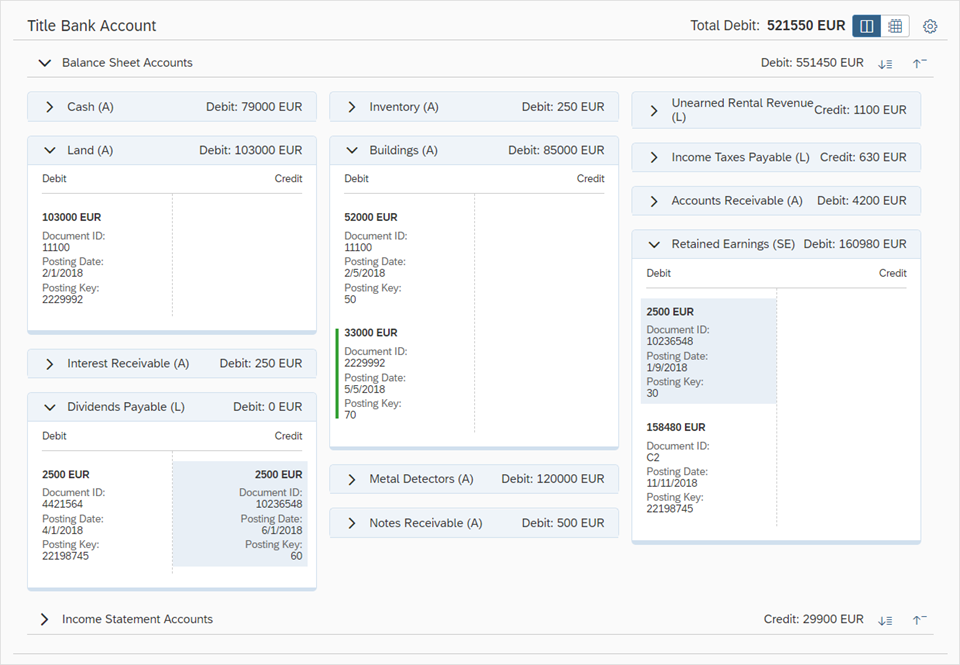 Title Bank Account
Total Debit: 521550 EUR
Balance Sheet Accounts
Debit: 551450 EUR
Cash (A)
Debit: 79000 EUR
Land (A)
Debit: 103000 EUR
Debit
Credit
103000 EUR
Document ID:
11100
Posting Date:
2/1/2018
Posting Key:
2229992
Interest Receivable (A)
Debit: 250 EUR
Dividends Payable (L)
Debit: 0 EUR
Debit
Credit
2500 EUR
Document ID:
4421564
Posting Date:
4/1/2018
Posting Key:
22198745
2500 EUR
Document ID:
10236548
Posting Date:
6/1/2018
Posting Key:
60
Inventory (A)
Debit: 250 EUR
Buildings (A)
Debit: 85000 EUR
Debit
Credit
52000 EUR
Document ID:
11100
Posting Date:
2/5/2018
Posting Key:
50
33000 EUR
Document ID:
2229992
Posting Date:
5/5/2018
Posting Key:
70
Metal Detectors (A)
Debit: 120000 EUR
Notes Receivable (A)
Debit: 500 EUR
Unearned Rental Revenue
(L)
Credit: 1100 EUR
Income Taxes Payable (L)
Credit: 630 EUR
Accounts Receivable (A)
Debit: 4200 EUR
Retained Earnings (SE)
Debit: 160980 EUR
Debit
Credit
2500 EUR
Document ID:
10236548
Posting Date:
1/9/2018
Posting Key:
30
158480 EUR
Document ID:
C2
Posting Date:
11/11/2018
Posting Key:
22198745
Income Statement Accounts
Credit: 29900 EUR